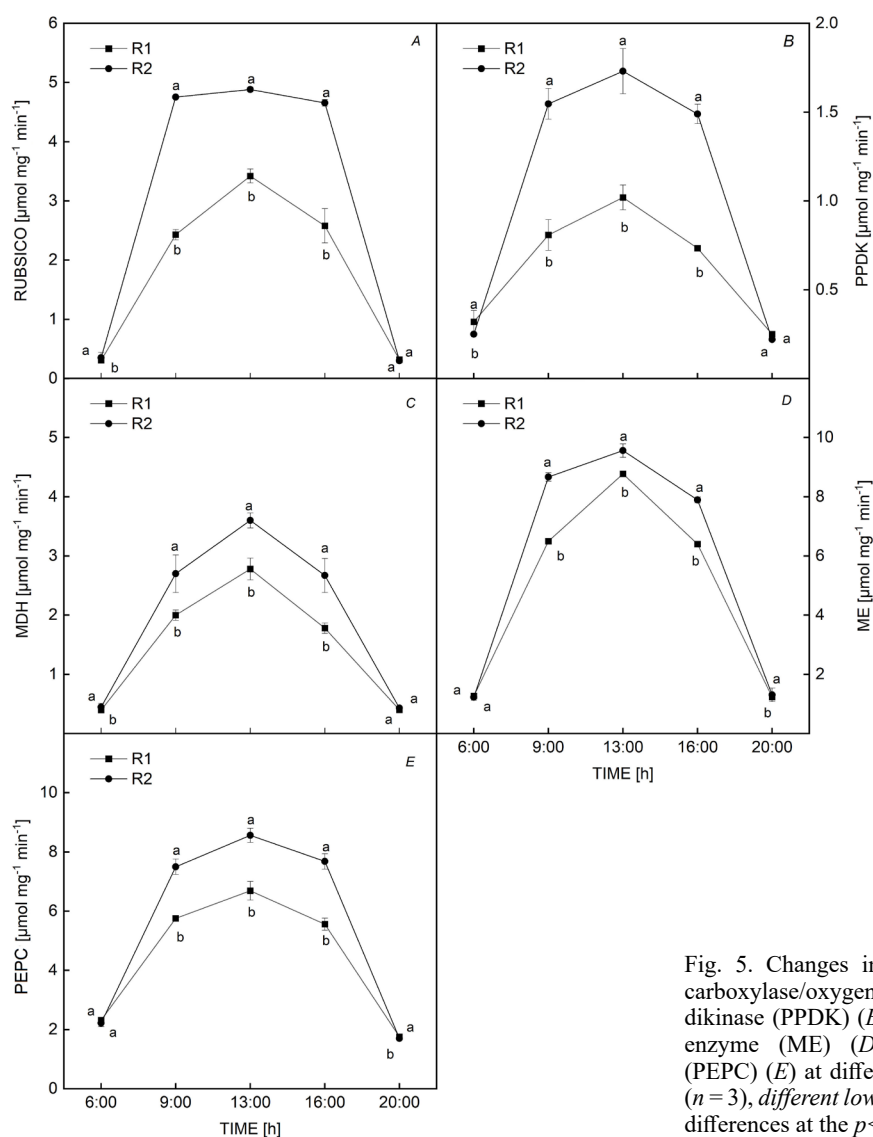 A
R1
R2
RUBSICO [µmol mg⁻¹ min⁻¹]
6
5
4
3
2
1
0
a a a a a
b b b b a
B
R1
R2
PPDK [µmol mg⁻¹ min⁻¹]
2.0
1.5
1.0
0.5
a a a a a
b b b b a
C
R1
R2
MDH [µmol mg⁻¹ min⁻¹]
5
4
3
2
1
a a a a a
b b b b a
D
R1
R2
ME [µmol mg⁻¹ min⁻¹]
10
8
6
4
2
a a a a a
a b b b b
6:00 9:00 13:00 16:00 20:00
TIME [h]
E
R1
R2
PEPC [µmol mg⁻¹ min⁻¹]
10
8
6
4
2
0
a a a a a
a b b b b
6:00 9:00 13:00 16:00 20:00
TIME [h]
Fig. 5. Changes in
carboxylase/oxygen
dikinase (PPDK) (B
enzyme (ME) (D
(PEPC) (E) at differe
(n = 3), different low
differences at the p<